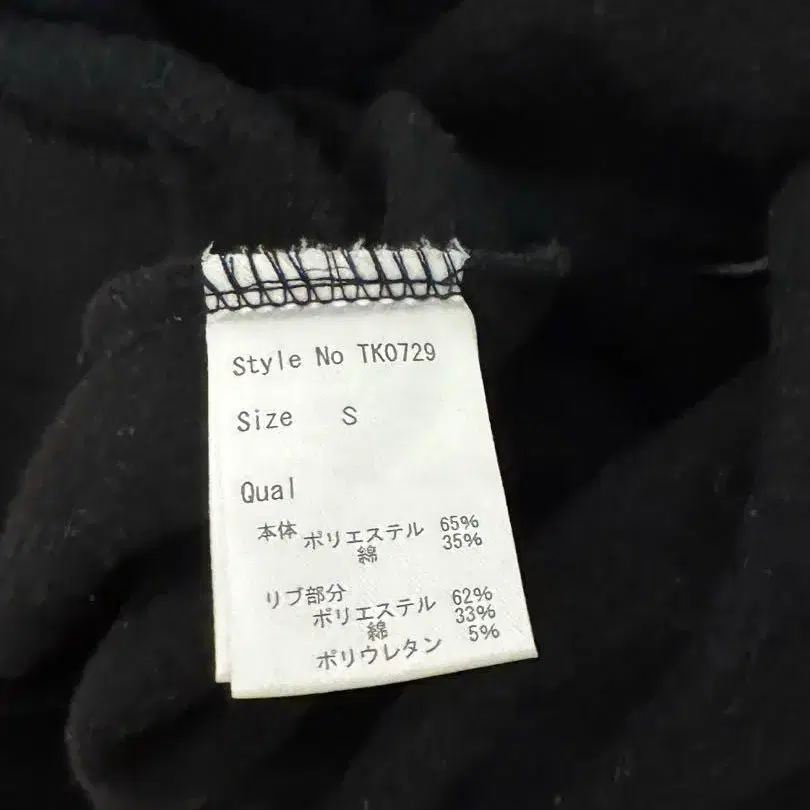 Style No TK0729
Size S
Qual
本体 ポリエステル 65%
綿 35%
リブ部分
ポリエステル 62%
綿 33%
ポリウレタン 5%